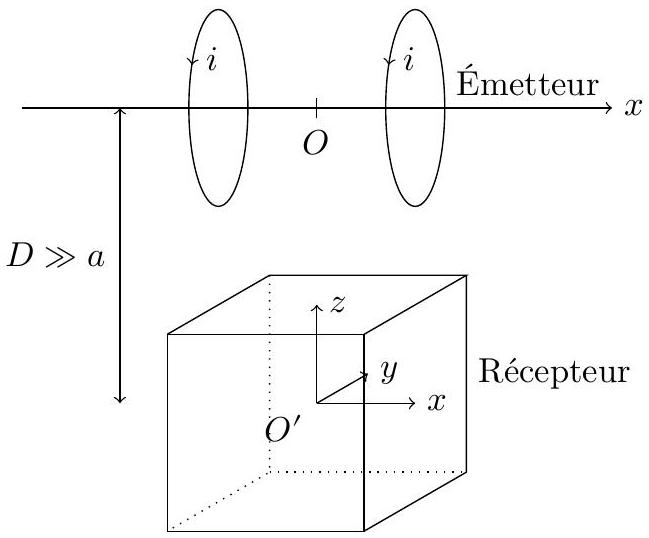 i
i
Émetteur
x
O
D ≫ a
z
y
Récepteur
x
O′